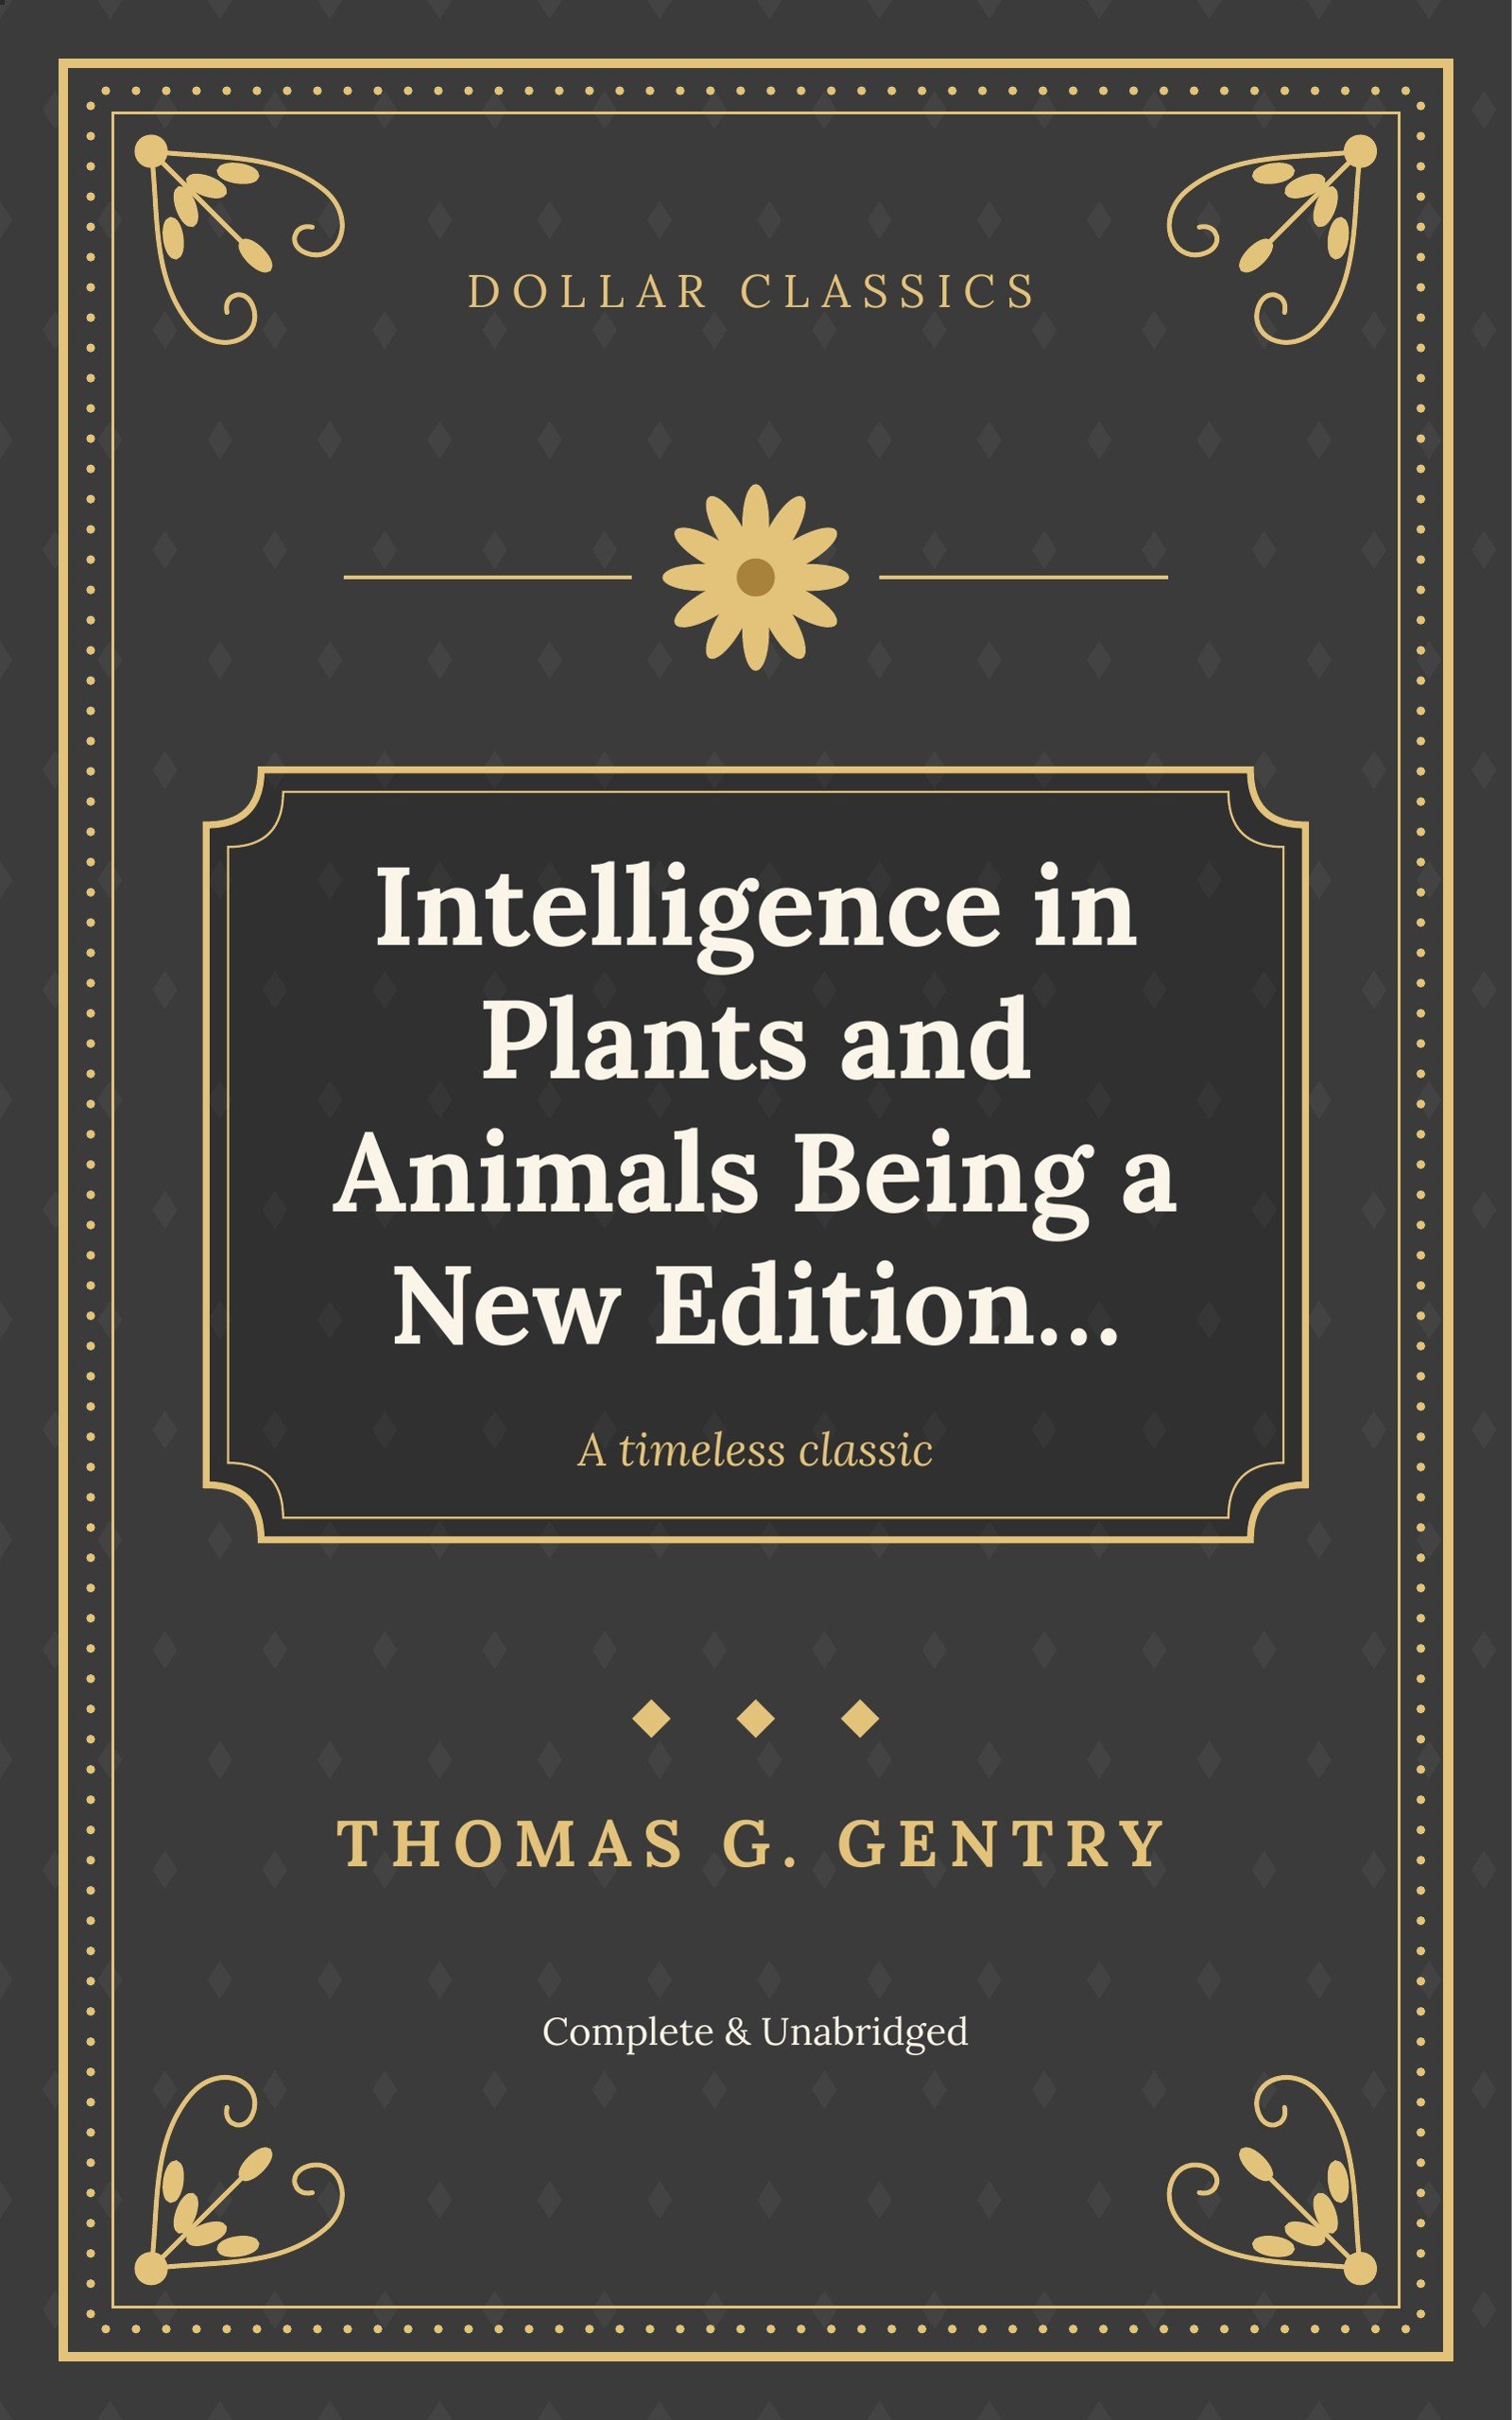 DOLLAR CLASSICS
Intelligence in
Plants and
Animals Being a
New Edition...
A timeless classic
THOMAS G. GENTRY
Complete & Unabridged